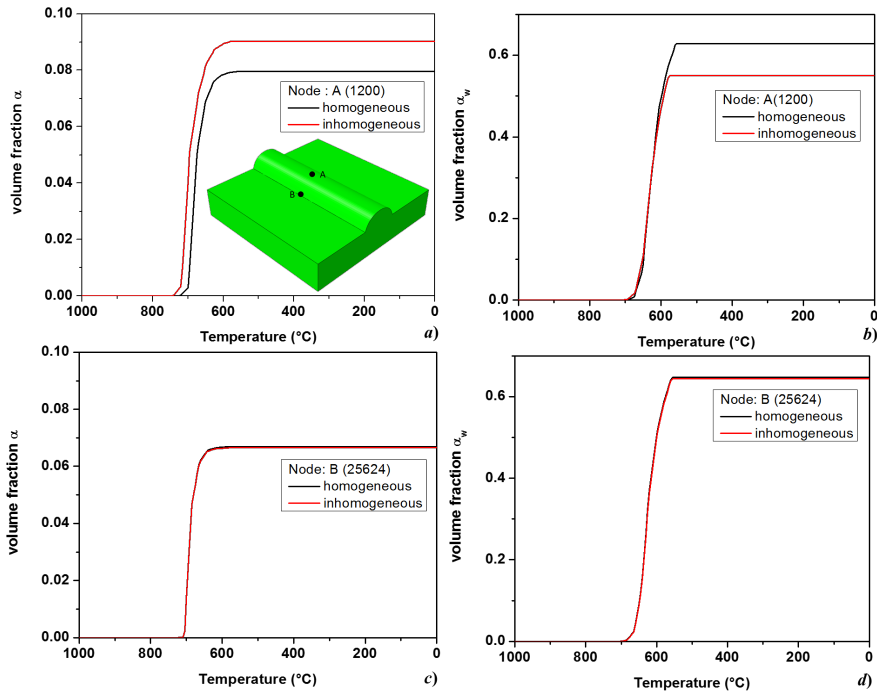 0.10
0.08
0.06
0.04
0.02
0.00
volume fraction α
1000 800 600 400 200 0
Temperature (°C)
Node : A (1200)
homogeneous
inhomogeneous
A
B
a)
0.6
0.4
0.2
0.0
volume fraction αw
1000 800 600 400 200 0
Temperature (°C)
Node: A(1200)
homogeneous
inhomogeneous
b)
0.10
0.08
0.06
0.04
0.02
0.00
volume fraction α
1000 800 600 400 200 0
Temperature (°C)
Node: B (25624)
homogeneous
inhomogeneous
c)
0.6
0.4
0.2
0.0
volume fraction αw
1000 800 600 400 200 0
Temperature (°C)
Node: B (25624)
homogeneous
inhomogeneous
d)